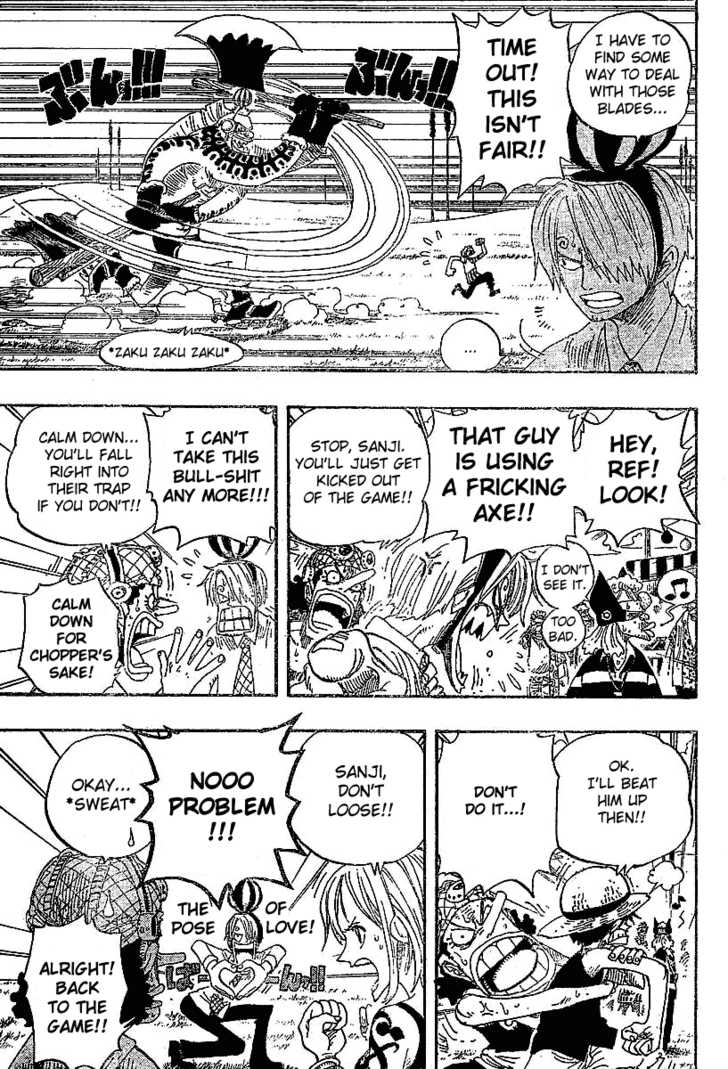 I HAVE TO
FIND SOME
WAY TO DEAL
WITH THOSE
BLADES...
TIME
OUT!
THIS
ISN'T
FAIR!!
ぶんっ!!
ぶんっ!!!
...
*ZAKU ZAKU ZAKU*
HEY,
REF!
LOOK!
THAT GUY
IS USING
A FRICKING
AXE!!
STOP, SANJI.
YOU'LL JUST GET
KICKED OUT
OF THE GAME!!
I DON'T
SEE IT.
TOO
BAD.
I CAN'T
TAKE THIS
BULL-SHIT
ANY MORE!!!
CALM DOWN...
YOU'LL FALL
RIGHT INTO
THEIR TRAP
IF YOU DON'T!!
CALM
DOWN
FOR
CHOPPER'S
SAKE!
OK.
I'LL BEAT
HIM UP
THEN!!
DON'T
DO IT...!
SANJI,
DON'T
LOOSE!!
NOOO
PROBLEM
!!!
THE POSE
OF LOVE!
OKAY...
*SWEAT*
ALRIGHT!
BACK
TO THE
GAME!!